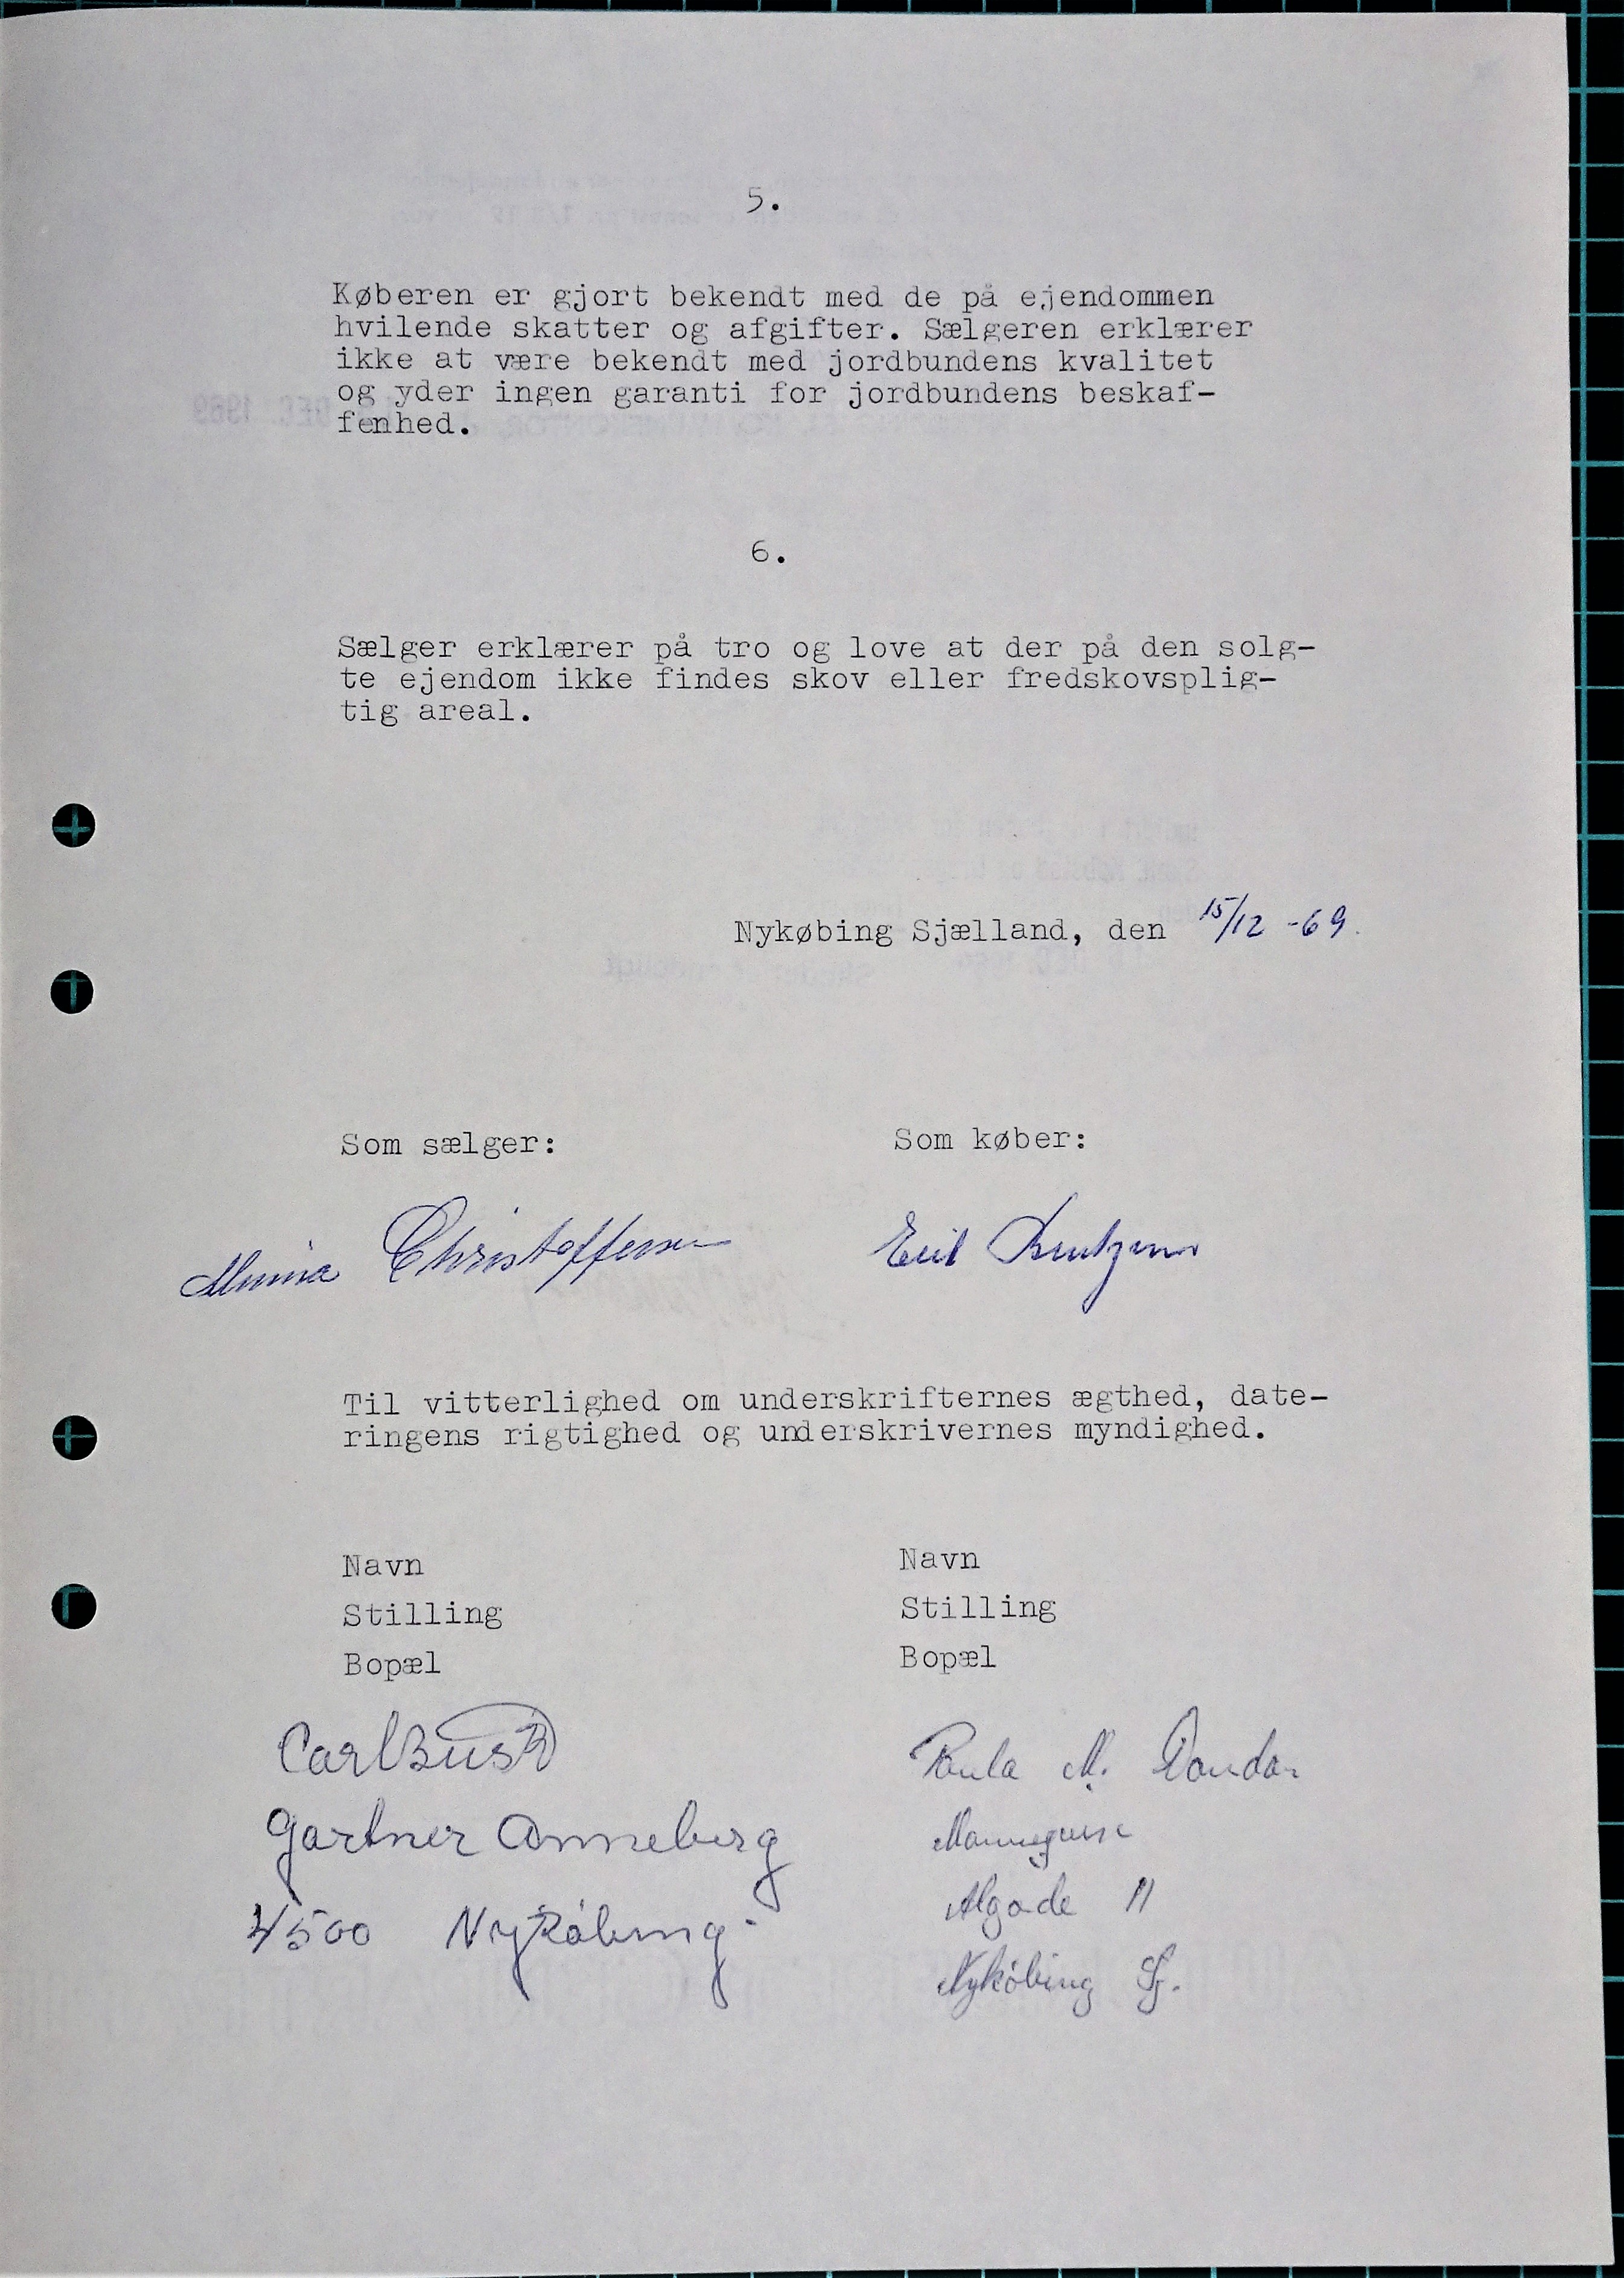 5.
Køberen er gjort bekendt med de på ejendommen
hvilende skatter og afgifter. Sælgeren erklærer
ikke at være bekendt med jordbundens kvalitet
og yder ingen garanti for jordbundens beskaf-
fenhed.
6.
Sælger erklærer på tro og love at der på den solg-
te ejendom ikke findes skov eller fredskovsplig-
tig areal.
Nykøbing Sjælland, den 15/12 -69.
Som sælger:
Som køber:
Christoffersen
Til vitterlighed om underskrifternes ægthed, date-
ringens rigtighed og underskrivernes myndighed.
Navn
Stilling
Bopæl
Navn
Stilling
Bopæl
Carl
Gartner Anneberg
4500 Nykøbing
Paula M.
Algade 11
Nykøbing Sj.